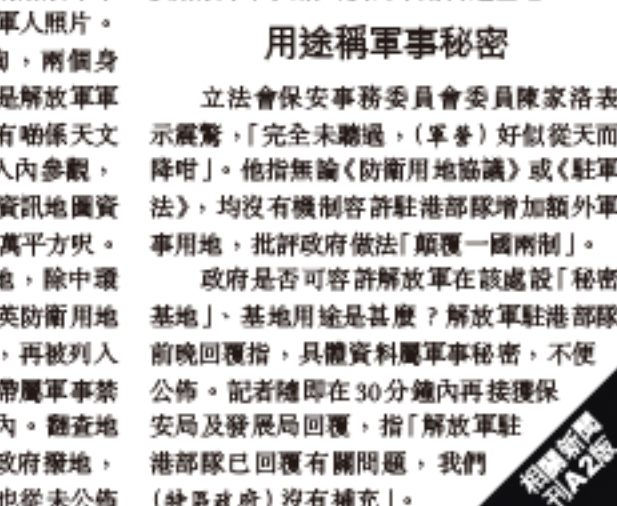 軍人照片。
,兩個身
是解放軍軍
有啲係天文
人內參觀,
資訊地圖資
萬平方呎。
地,除中環
英防衛用地
,再被列入
帶屬軍事禁
內。翻查地
政府撥地,
也從未公佈
用途稱軍事秘密
立法會保安事務委員會委員陳家洛表
示震驚,「完全未聽過,(軍營)好似從天而
降咁」。他指無論《防衛用地協議》或《駐軍
法》,均沒有機制容許駐港部隊增加額外軍
事用地,批評政府做法「顛覆一國兩制」。
政府是否可容許解放軍在該處設「秘密
基地」、基地用途是甚麼?解放軍駐港部隊
前晚回覆指,具體資料屬軍事秘密,不便
公佈。記者隨即在30分鐘內再接獲保
安局及發展局回覆,指「解放軍駐
港部隊已回覆有關問題,我們
(特區政府)沒有補充」。
相關新聞
刊A2版